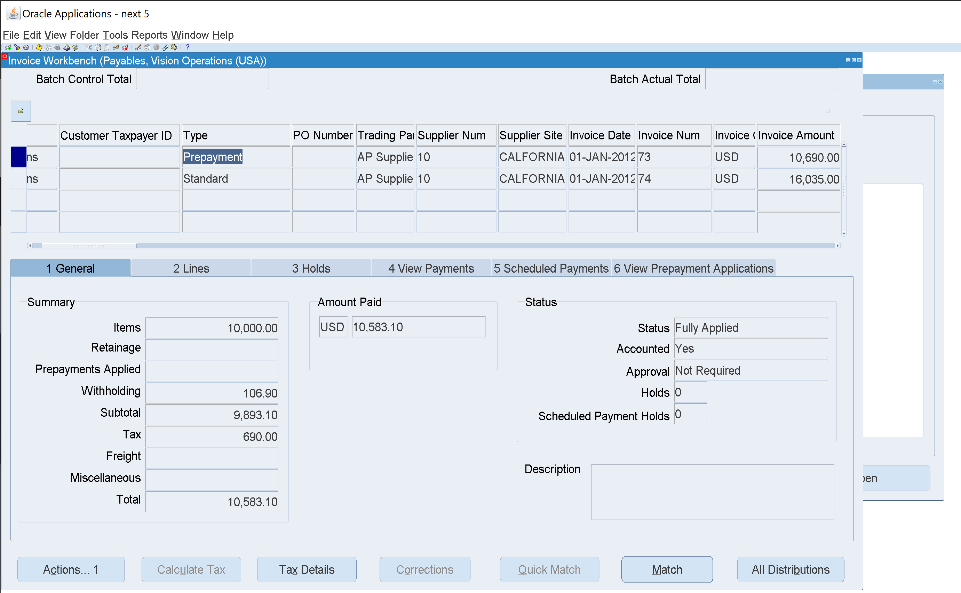 Oracle Applications - next 5
File Edit View Folder Tools Reports Window Help
Invoice Workbench (Payables, Vision Operations (USA))
Batch Control Total
Batch Actual Total
Customer Taxpayer ID Type PO Number Trading Pa Supplier Num Supplier Site Invoice Date Invoice Num Invoice Invoice Amount
ns Prepayment AP Supplie 10 CALFORNIA 01-JAN-2012 73 USD 10,690.00
ns Standard AP Supplie 10 CALFORNIA 01-JAN-2012 74 USD 16,035.00
1 General 2 Lines 3 Holds 4 View Payments 5 Scheduled Payments 6 View Prepayment Applications
Summary
Items 10,000.00
Retainage
Prepayments Applied
Withholding 106.90
Subtotal 9,893.10
Tax 690.00
Freight
Miscellaneous
Total 10,583.10
Amount Paid
USD 10,583.10
Status
Status Fully Applied
Accounted Yes
Approval Not Required
Holds 0
Scheduled Payment Holds 0
Description
pen
Actions... 1 Calculate Tax Tax Details Corrections Quick Match Match All Distributions